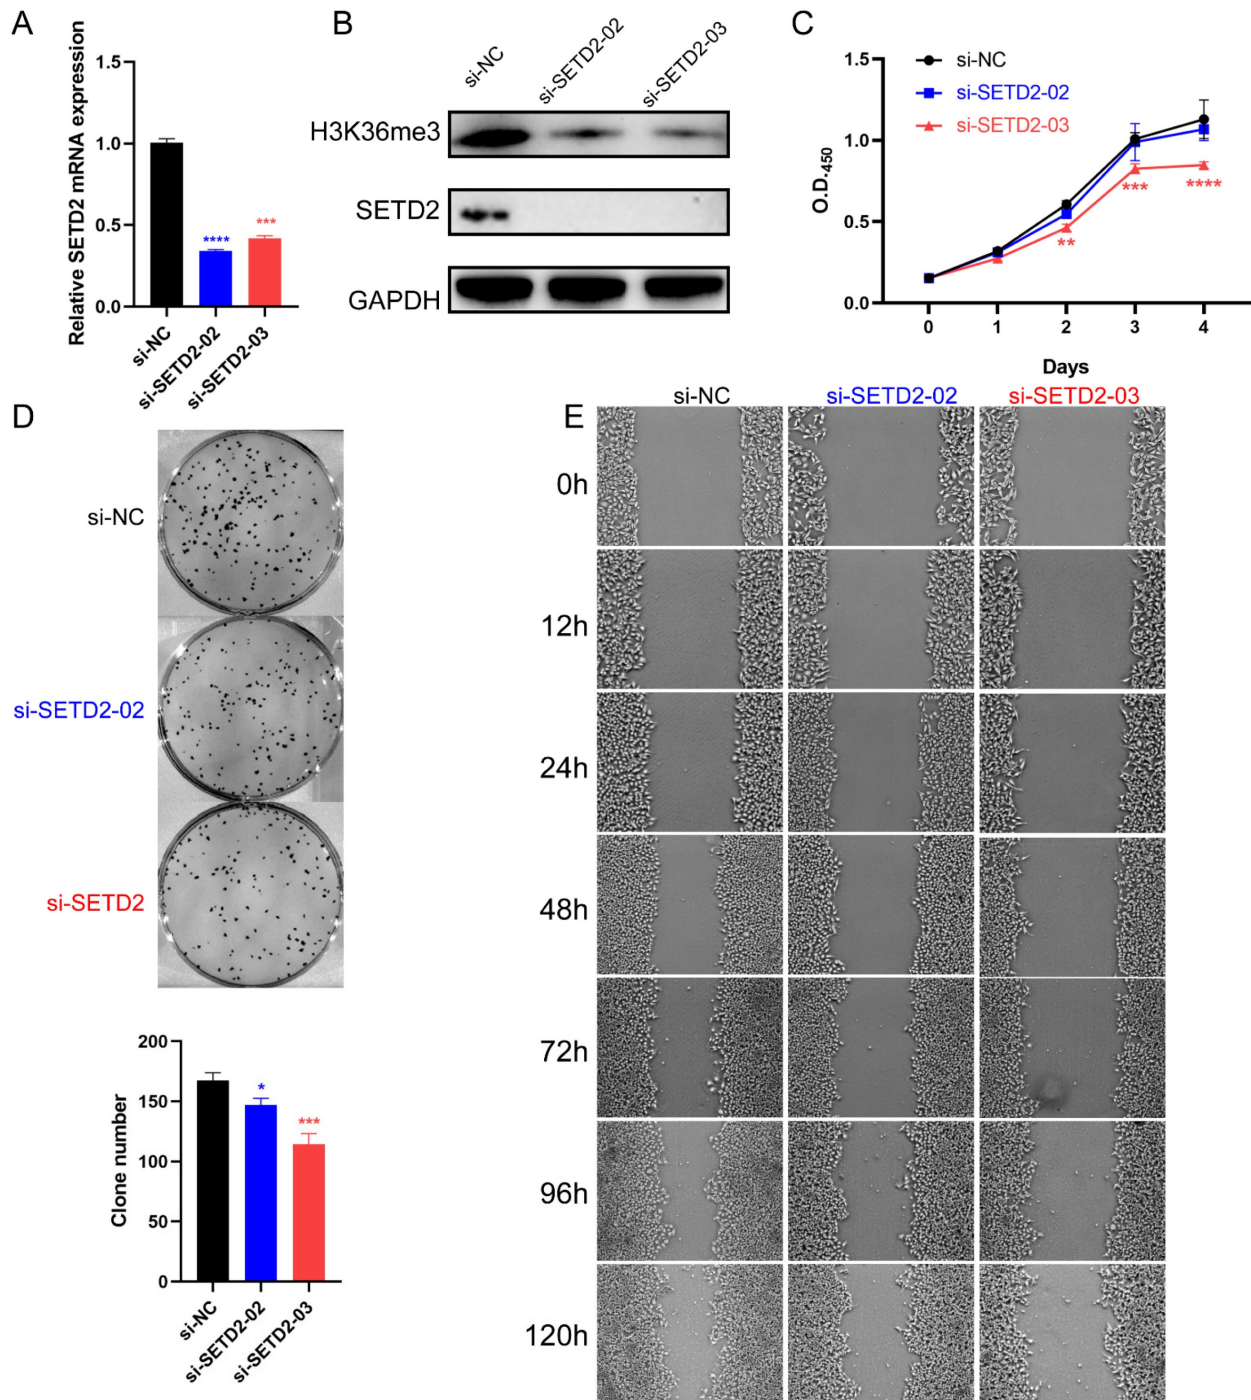 A
Relative SETD2 mRNA expression
1.5
1.0
0.5
0.0
****
***
si-NC
si-SETD2-02
si-SETD2-03
B
si-NC
si-SETD2-02
si-SETD2-03
H3K36me3
SETD2
GAPDH
C
si-NC
si-SETD2-02
si-SETD2-03
O.D.450
1.5
1.0
0.5
0.0
**
***
****
0 1 2 3 4
Days
D
si-NC
si-SETD2-02
si-SETD2
Clone number
200
150
100
50
0
*
***
si-NC
si-SETD2-02
si-SETD2-03
E
si-NC si-SETD2-02 si-SETD2-03
0h
12h
24h
48h
72h
96h
120h